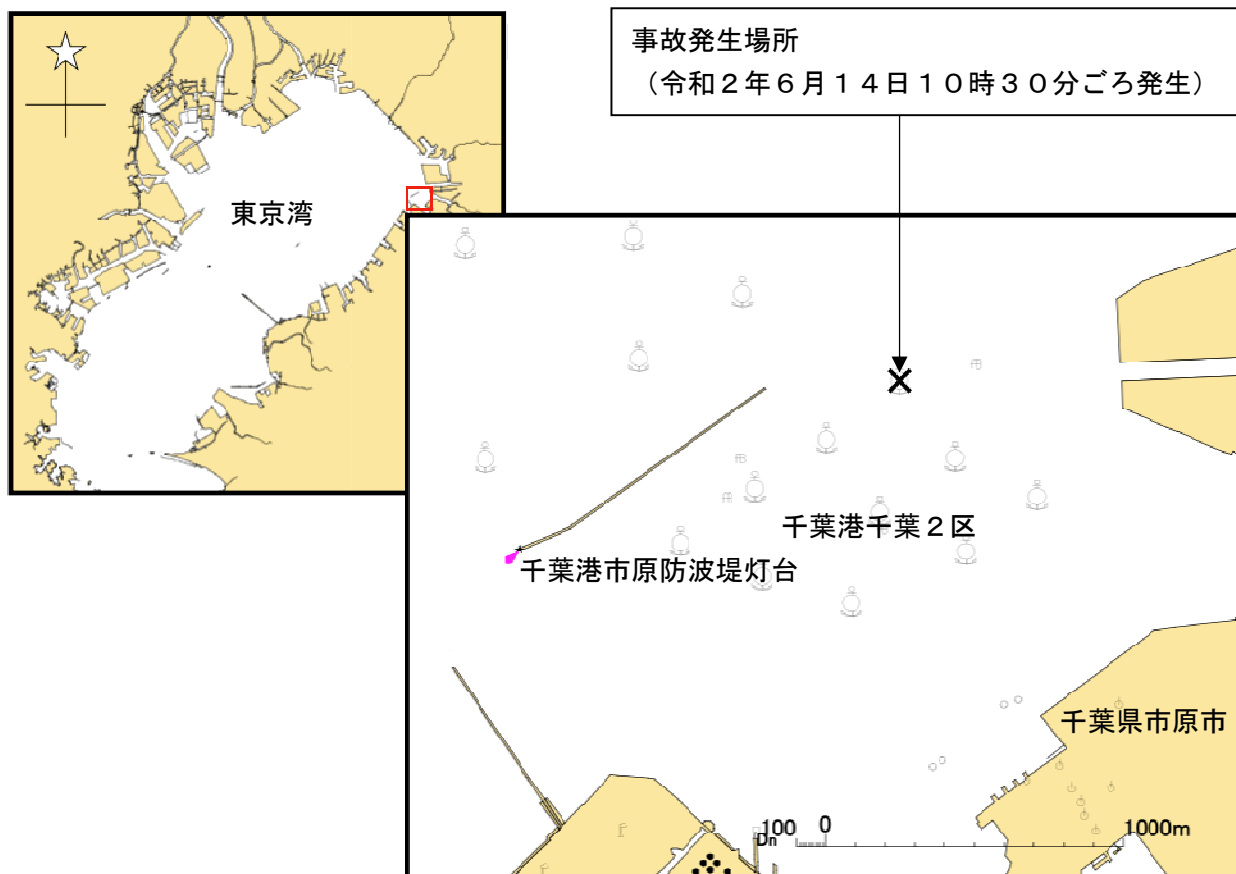 事故発生場所
（令和２年６月１４日１０時３０分ごろ発生）
東京湾
千葉港千葉２区
千葉港市原防波堤灯台
千葉県市原市
100 0 1000m
Dn